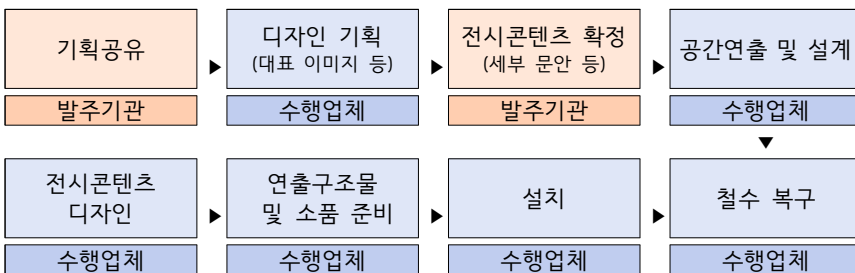 기획공유
▶
디자인 기획
(대표 이미지 등)
▶
전시콘텐츠 확정
(세부 문안 등)
▶
공간연출 및 설계
발주기관
수행업체
발주기관
수행업체
▼
전시콘텐츠
디자인
▶
연출구조물
및 소품 준비
▶
설치
▶
철수 복구
수행업체
수행업체
수행업체
수행업체